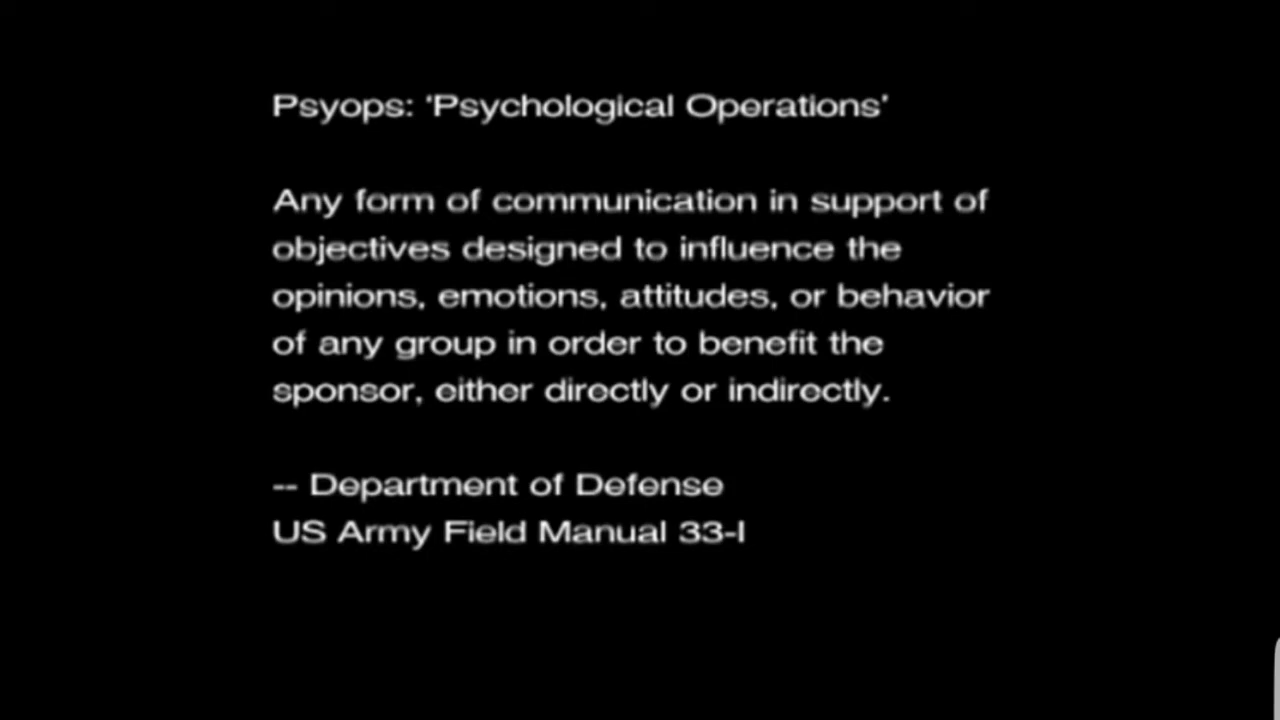 Psyops: 'Psychological Operations'
Any form of communication in support of
objectives designed to influence the
opinions, emotions, attitudes, or behavior
of any group in order to benefit the
sponsor, either directly or indirectly.
-- Department of Defense
US Army Field Manual 33-I